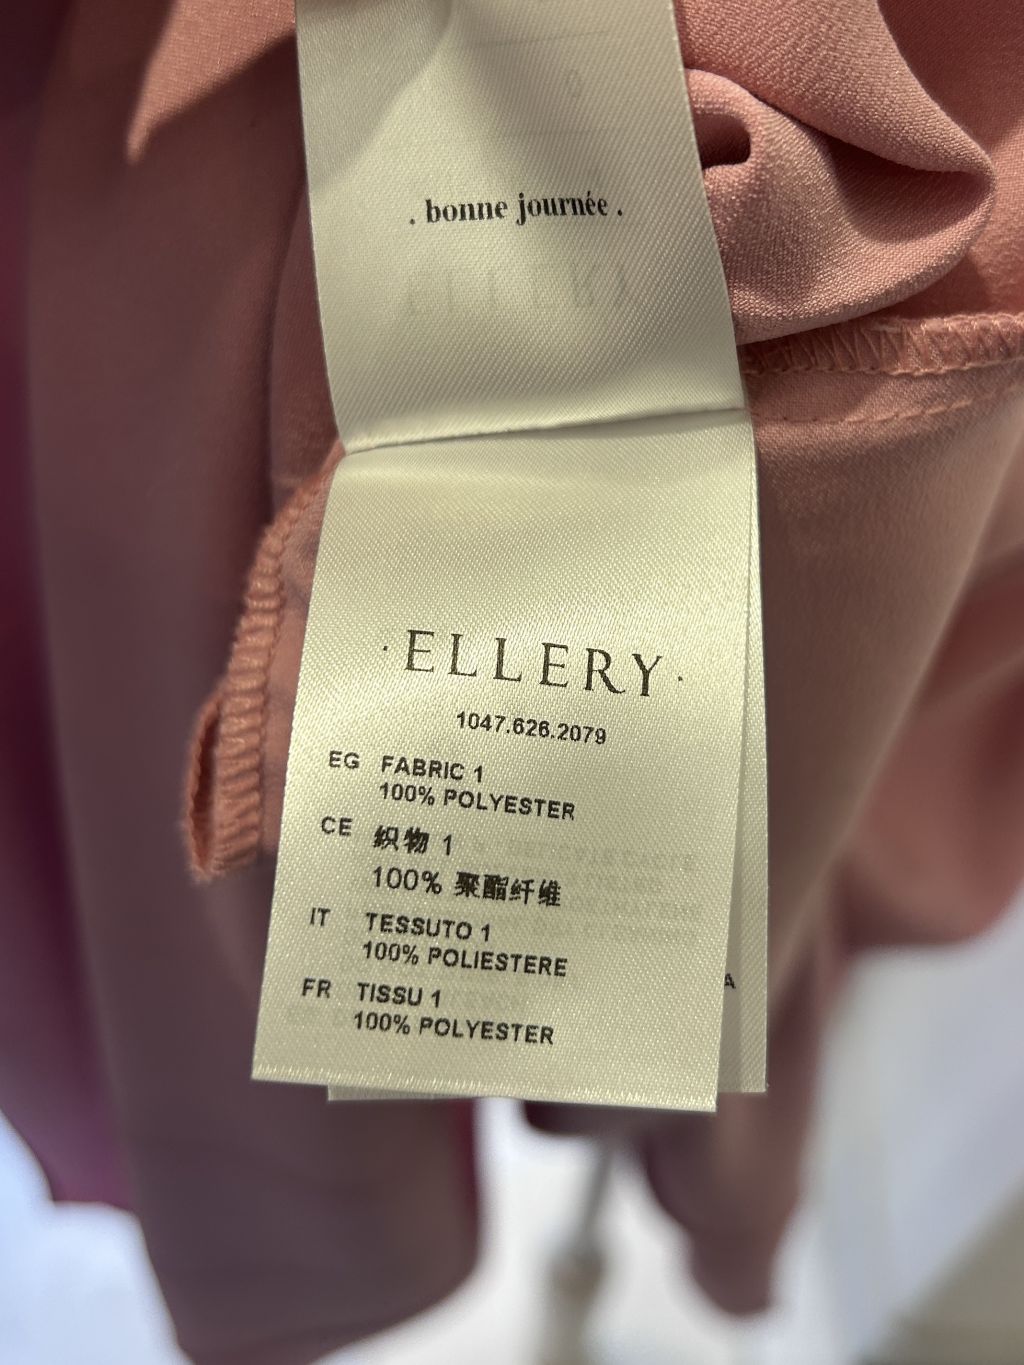 . bonne journée .
· ELLERY ·
1047.626.2079
EG FABRIC 1
100% POLYESTER
CE 织物 1
100% 聚酯纤维
IT TESSUTO 1
100% POLIESTERE
FR TISSU 1
100% POLYESTER
A